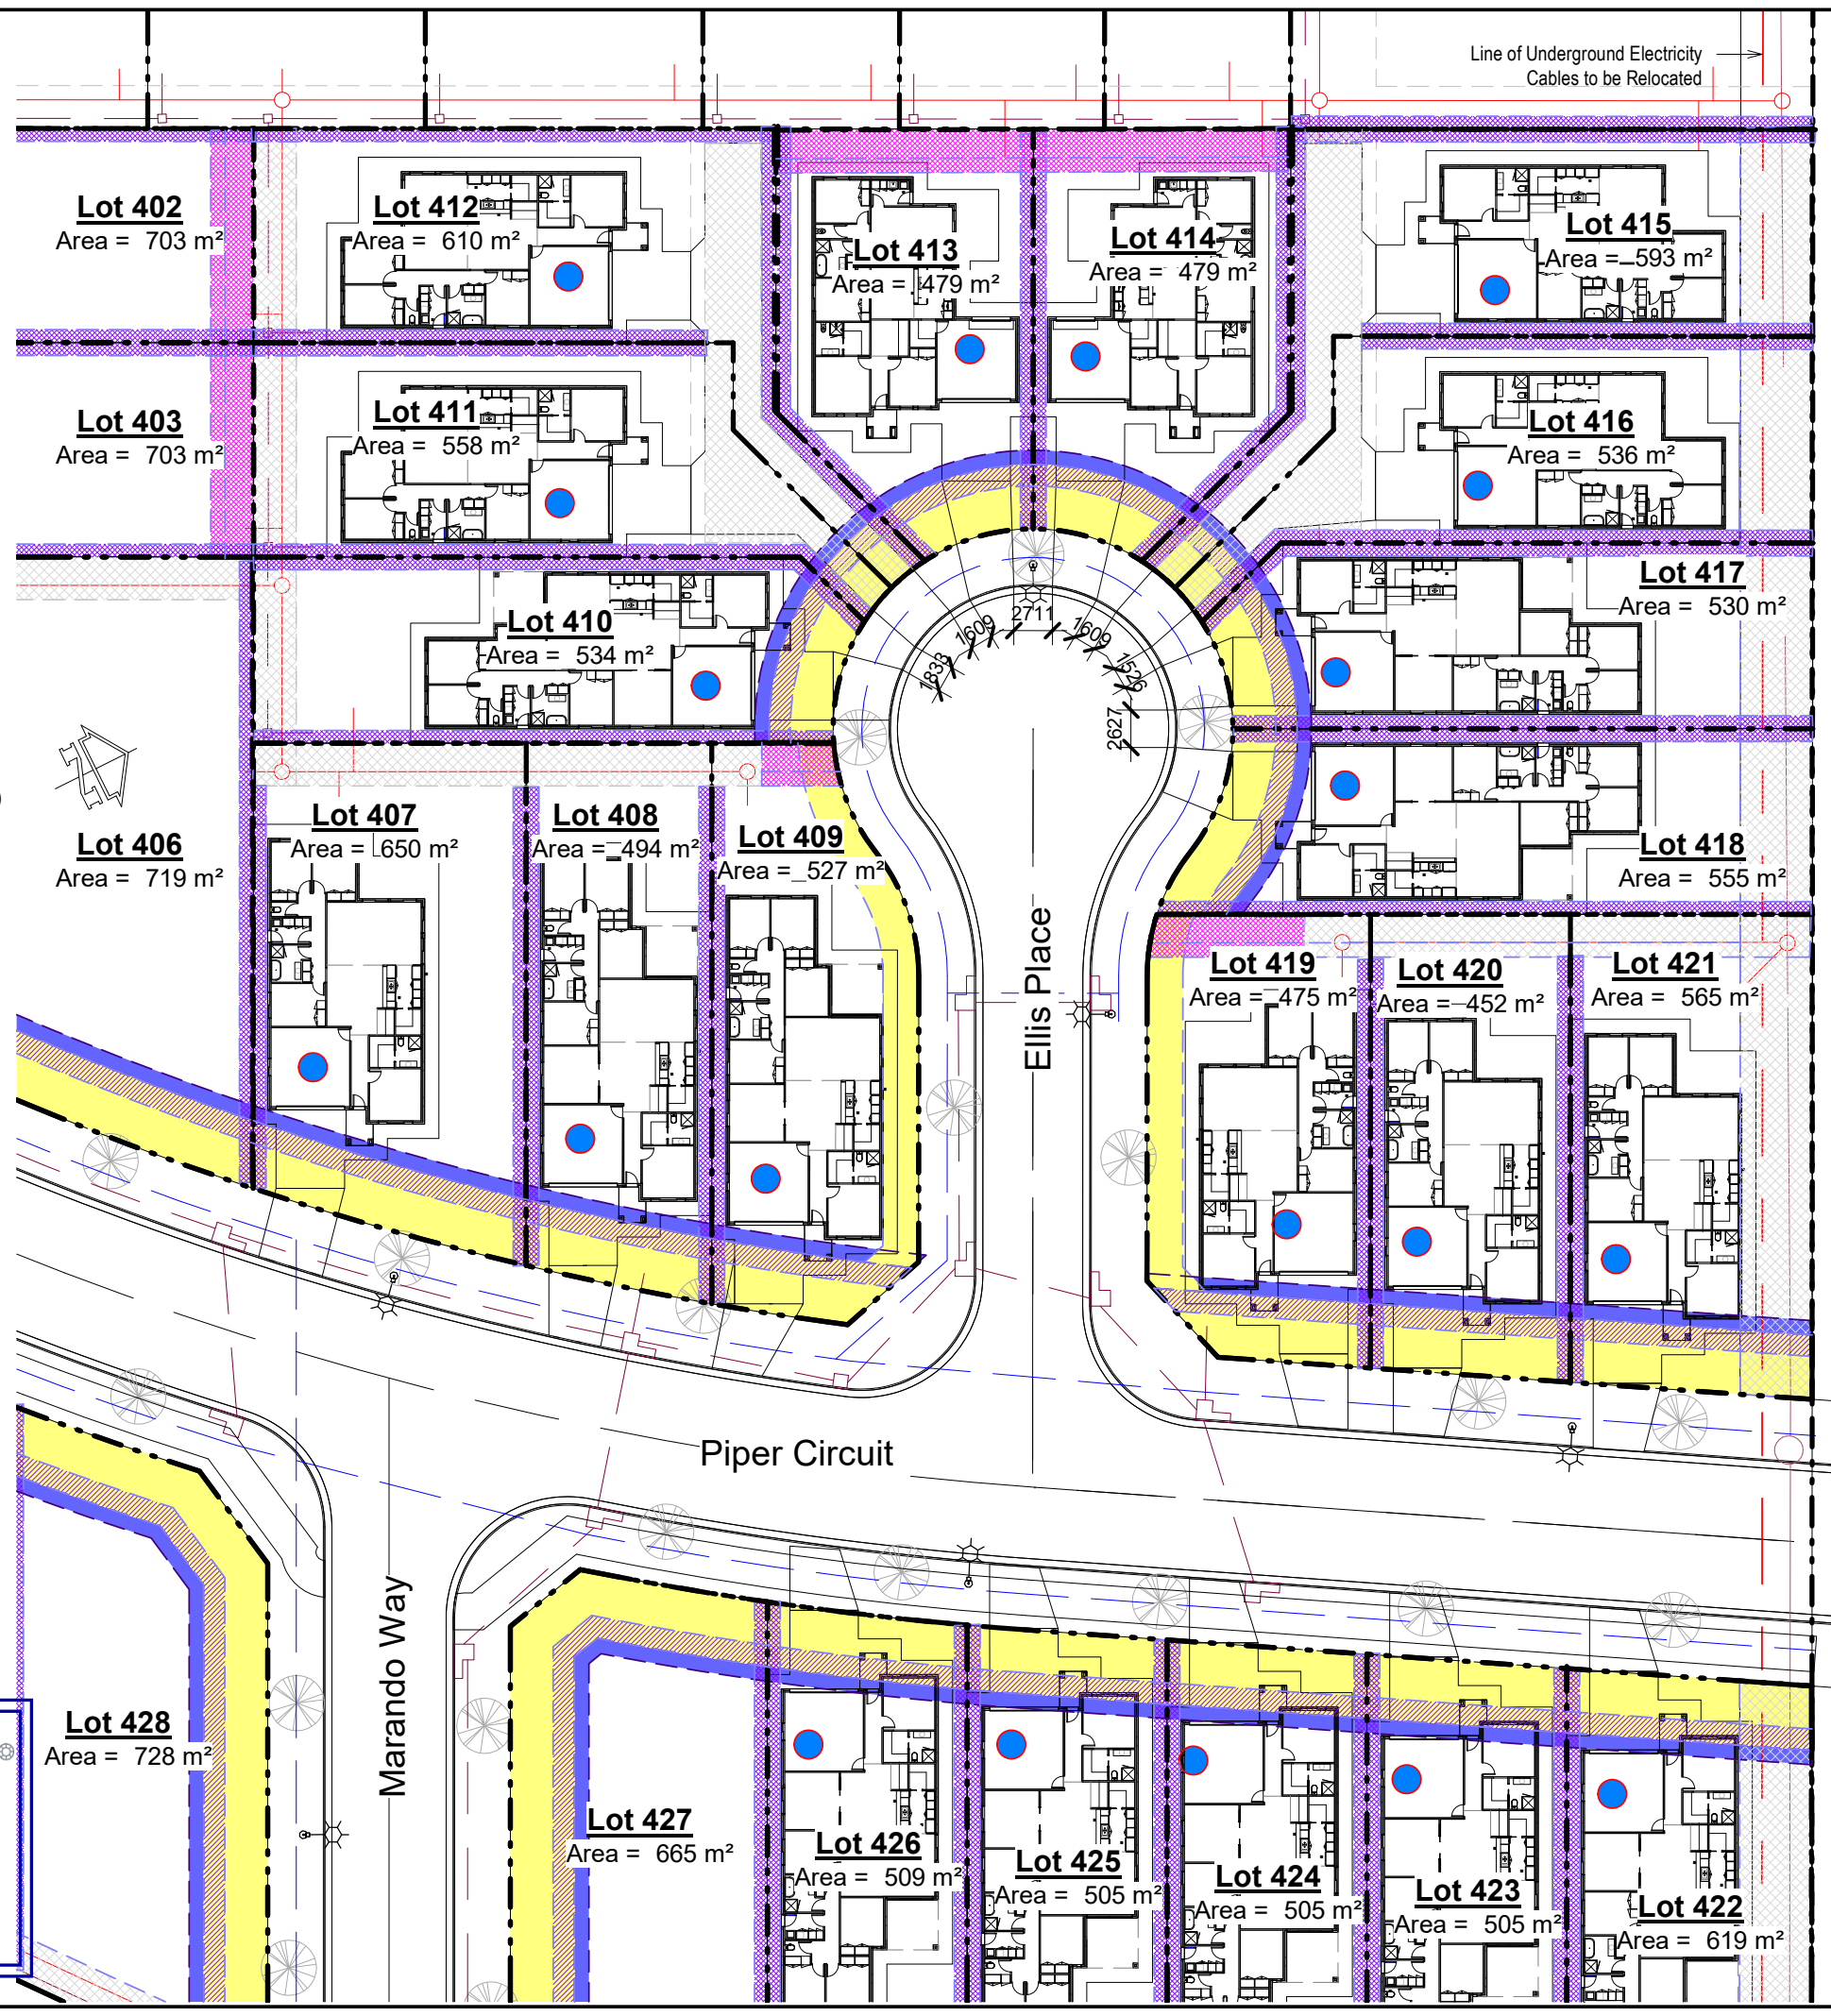 Line of Underground Electricity
Cables to be Relocated
Lot 402
Area = 703 m²
Lot 412
Area = 610 m²
Lot 413
Area = 479 m²
Lot 414
Area = 479 m²
Lot 415
Area = 593 m²
Lot 403
Area = 703 m²
Lot 411
Area = 558 m²
Lot 416
Area = 536 m²
Lot 410
Area = 534 m²
Lot 417
Area = 530 m²
1833
1609
2711
1609
1526
2627
Lot 406
Area = 719 m²
Lot 407
Area = 650 m²
Lot 408
Area = 494 m²
Lot 409
Area = 527 m²
Lot 418
Area = 555 m²
Ellis Place
Lot 419
Area = 475 m²
Lot 420
Area = 452 m²
Lot 421
Area = 565 m²
Piper Circuit
Marando Way
Lot 428
Area = 728 m²
Lot 427
Area = 665 m²
Lot 426
Area = 509 m²
Lot 425
Area = 505 m²
Lot 424
Area = 505 m²
Lot 423
Area = 505 m²
Lot 422
Area = 619 m²